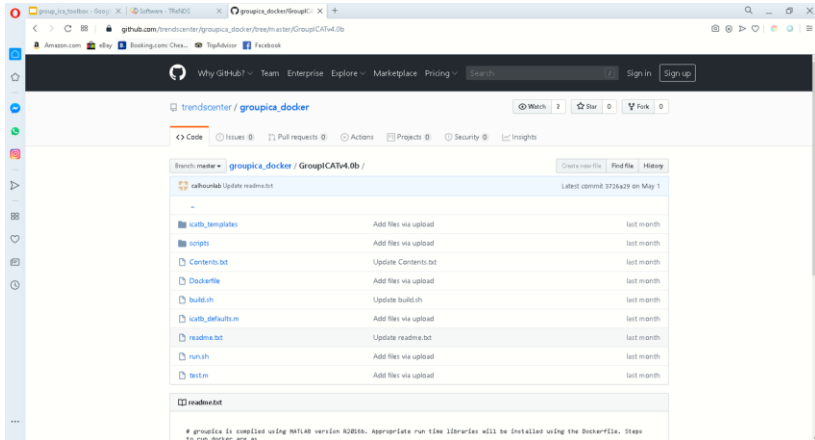 group_ica_toolbox - Googl
Software - TReNDS
groupica_docker/GroupICA
github.com/trendscenter/groupica_docker/tree/master/GroupICATv4.0b
Amazon.com eBay Booking.com: Chea... TripAdvisor Facebook
Why GitHub? Team Enterprise Explore Marketplace Pricing Search / Sign in Sign up
trendscenter / groupica_docker Watch 2 Star 0 Fork 0
Code Issues 0 Pull requests 0 Actions Projects 0 Security 0 Insights
Branch: master groupica_docker / GroupICATv4.0b / Create new file Find file History
calhounlab Update readme.txt Latest commit 3726a29 on May 1
..
icatb_templates Add files via upload last month
scripts Add files via upload last month
Contents.txt Update Contents.txt last month
Dockerfile Add files via upload last month
build.sh Update build.sh last month
icatb_defaults.m Add files via upload last month
readme.txt Update readme.txt last month
run.sh Add files via upload last month
test.m Add files via upload last month
readme.txt
# groupica is compiled using MATLAB version R2016b. Appropriate run time libraries will be installed using the Dockerfile. Steps
to run docker are as